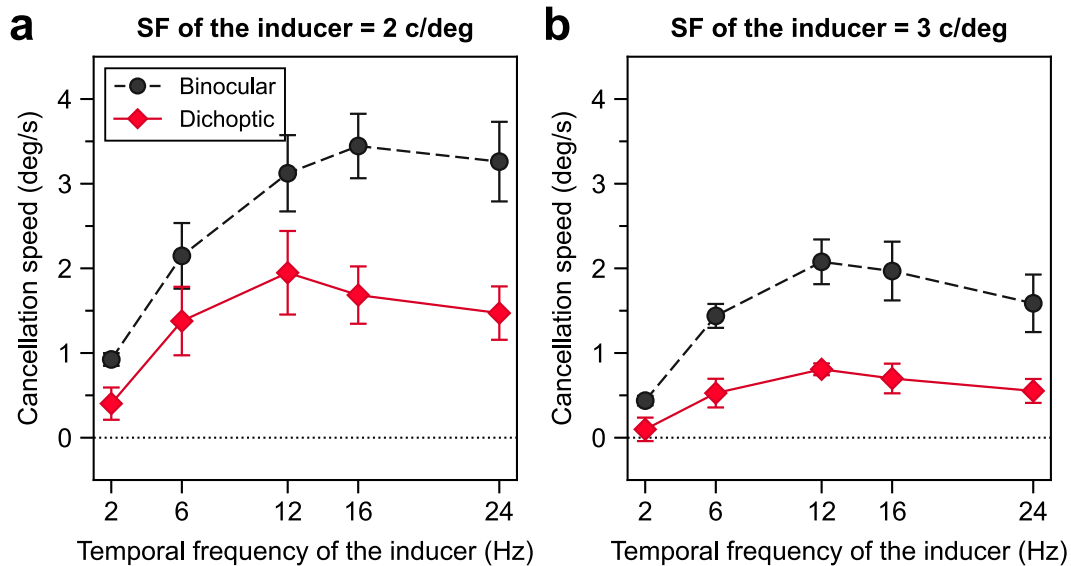 a
SF of the inducer = 2 c/deg
Binocular
Dichoptic
Cancellation speed (deg/s)
4
3
2
1
0
2 6 12 16 24
Temporal frequency of the inducer (Hz)
b
SF of the inducer = 3 c/deg
Cancellation speed (deg/s)
4
3
2
1
0
2 6 12 16 24
Temporal frequency of the inducer (Hz)